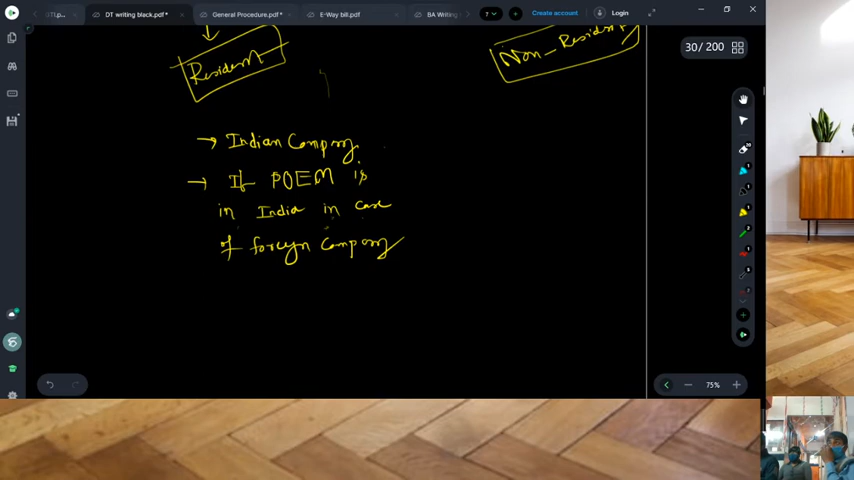 DT writing black.pdf*
General Procedure.pdf*
E-Way bill.pdf
BA Writing
7
Create account
Login
30 / 200
Resident
Non-Resident
→ Indian Company
→ If POEM is
in India in case
of foreign company
75%